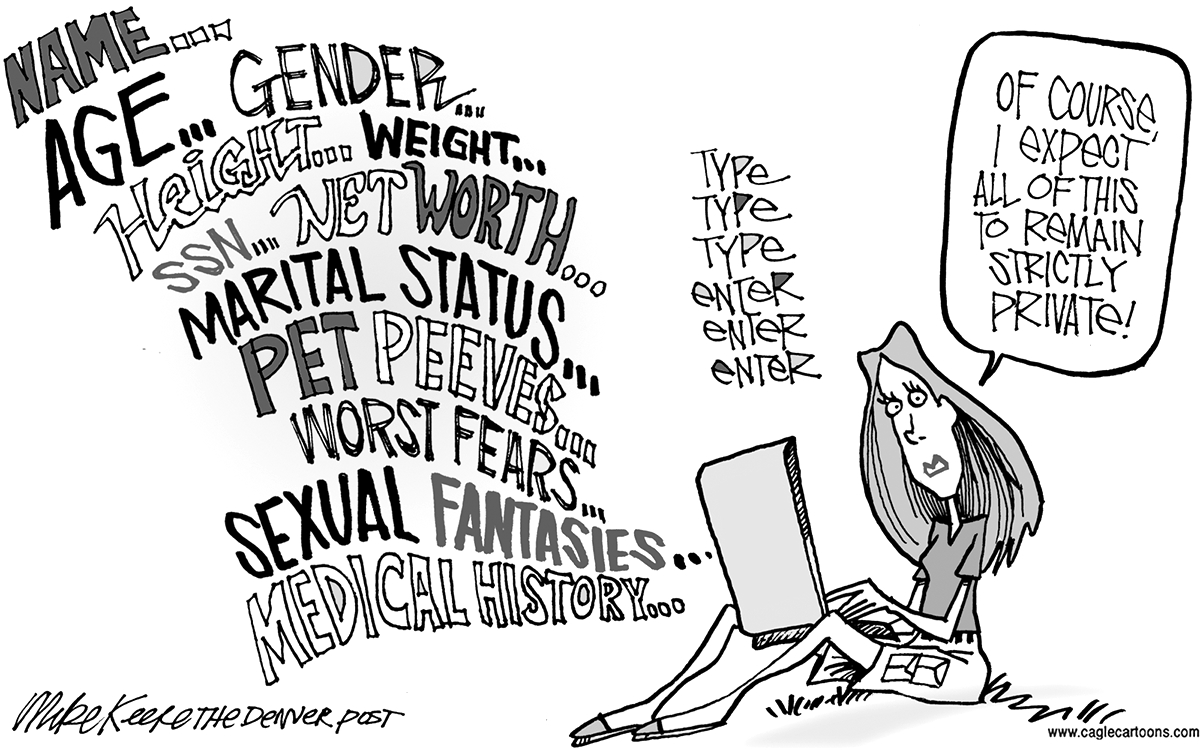 NAME....
AGE... GENDER....
HEIGHT... WEIGHT...
SSN.... NET WORTH...
MARITAL STATUS...
PET PEEVES...
WORST FEARS...
SEXUAL FANTASIES...
MEDICAL HISTORY...
TYPE
TYPE
TYPE
ENTER
ENTER
ENTER
OF COURSE,
I EXPECT
ALL OF THIS
TO REMAIN
STRICTLY
PRIVATE!
MIKE KEEFE THE DENVER POST
www.caglecartoons.com